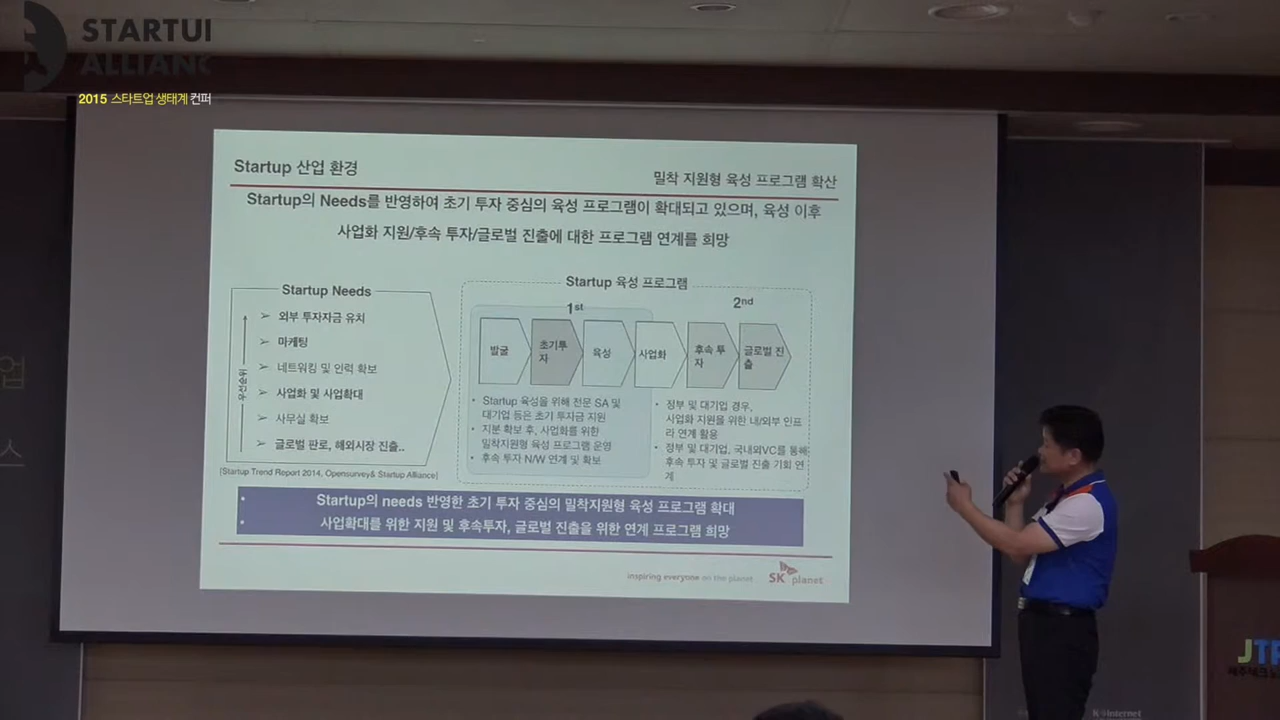 STARTUP
ALLIANC
2015 스타트업 생태계 컨퍼
Startup 산업 환경
밀착 지원형 육성 프로그램 확산
Startup의 Needs를 반영하여 초기 투자 중심의 육성 프로그램이 확대되고 있으며, 육성 이후
사업화 지원/후속 투자/글로벌 진출에 대한 프로그램 연계를 희망
Startup Needs
우선순위
➢ 외부 투자자금 유치
➢ 마케팅
➢ 네트워킹 및 인력 확보
➢ 사업화 및 사업확대
➢ 사무실 확보
➢ 글로벌 판로, 해외시장 진출..
[Startup Trend Report 2014, Opensurvey& Startup Alliance]
Startup 육성 프로그램
1st
2nd
발굴
초기투
자
육성
사업화
후속 투
자
글로벌 진
출
• Startup 육성을 위해 전문 SA 및
대기업 등은 초기 투자금 지원
• 지분 확보 후, 사업화를 위한
밀착지원형 육성 프로그램 운영
• 후속 투자 N/W 연계 및 확보
• 정부 및 대기업 경우,
사업화 지원을 위한 내/외부 인프
라 연계 활용
• 정부 및 대기업, 국내외VC를 통해
후속 투자 및 글로벌 진출 기회 연
계
• Startup의 needs 반영한 초기 투자 중심의 밀착지원형 육성 프로그램 확대
• 사업확대를 위한 지원 및 후속투자, 글로벌 진출을 위한 연계 프로그램 희망
inspiring everyone on the planet
SK planet
업
스
JTP
제주테크노
K-Internet